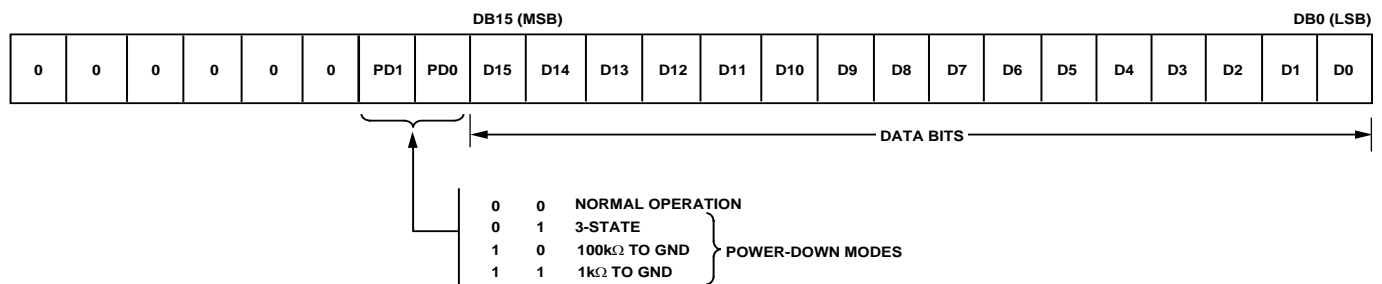 DB15 (MSB) DB0 (LSB)
0 0 0 0 0 0 PD1 PD0 D15 D14 D13 D12 D11 D10 D9 D8 D7 D6 D5 D4 D3 D2 D1 D0
DATA BITS
0 0 NORMAL OPERATION
0 1 3-STATE
1 0 100kΩ TO GND
POWER-DOWN MODES
1 1 1kΩ TO GND